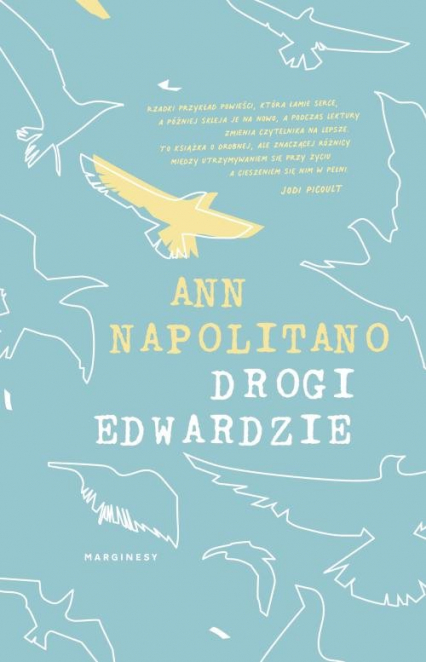 RZADKI PRZYKŁAD POWIEŚCI, KTÓRA ŁAMIE SERCE,
A PÓŹNIEJ SKLEJA JE NA NOWO, A PODCZAS LEKTURY
ZMIENIA CZYTELNIKA NA LEPSZE.
TO KSIĄŻKA O DROBNEJ, ALE ZNACZĄCEJ RÓŻNICY
MIĘDZY UTRZYMYWANIEM SIĘ PRZY ŻYCIU
A CIESZENIEM SIĘ NIM W PEŁNI
JODI PICOULT
ANN
NAPOLITANO
DROGI
EDWARDZIE
MARGINESY